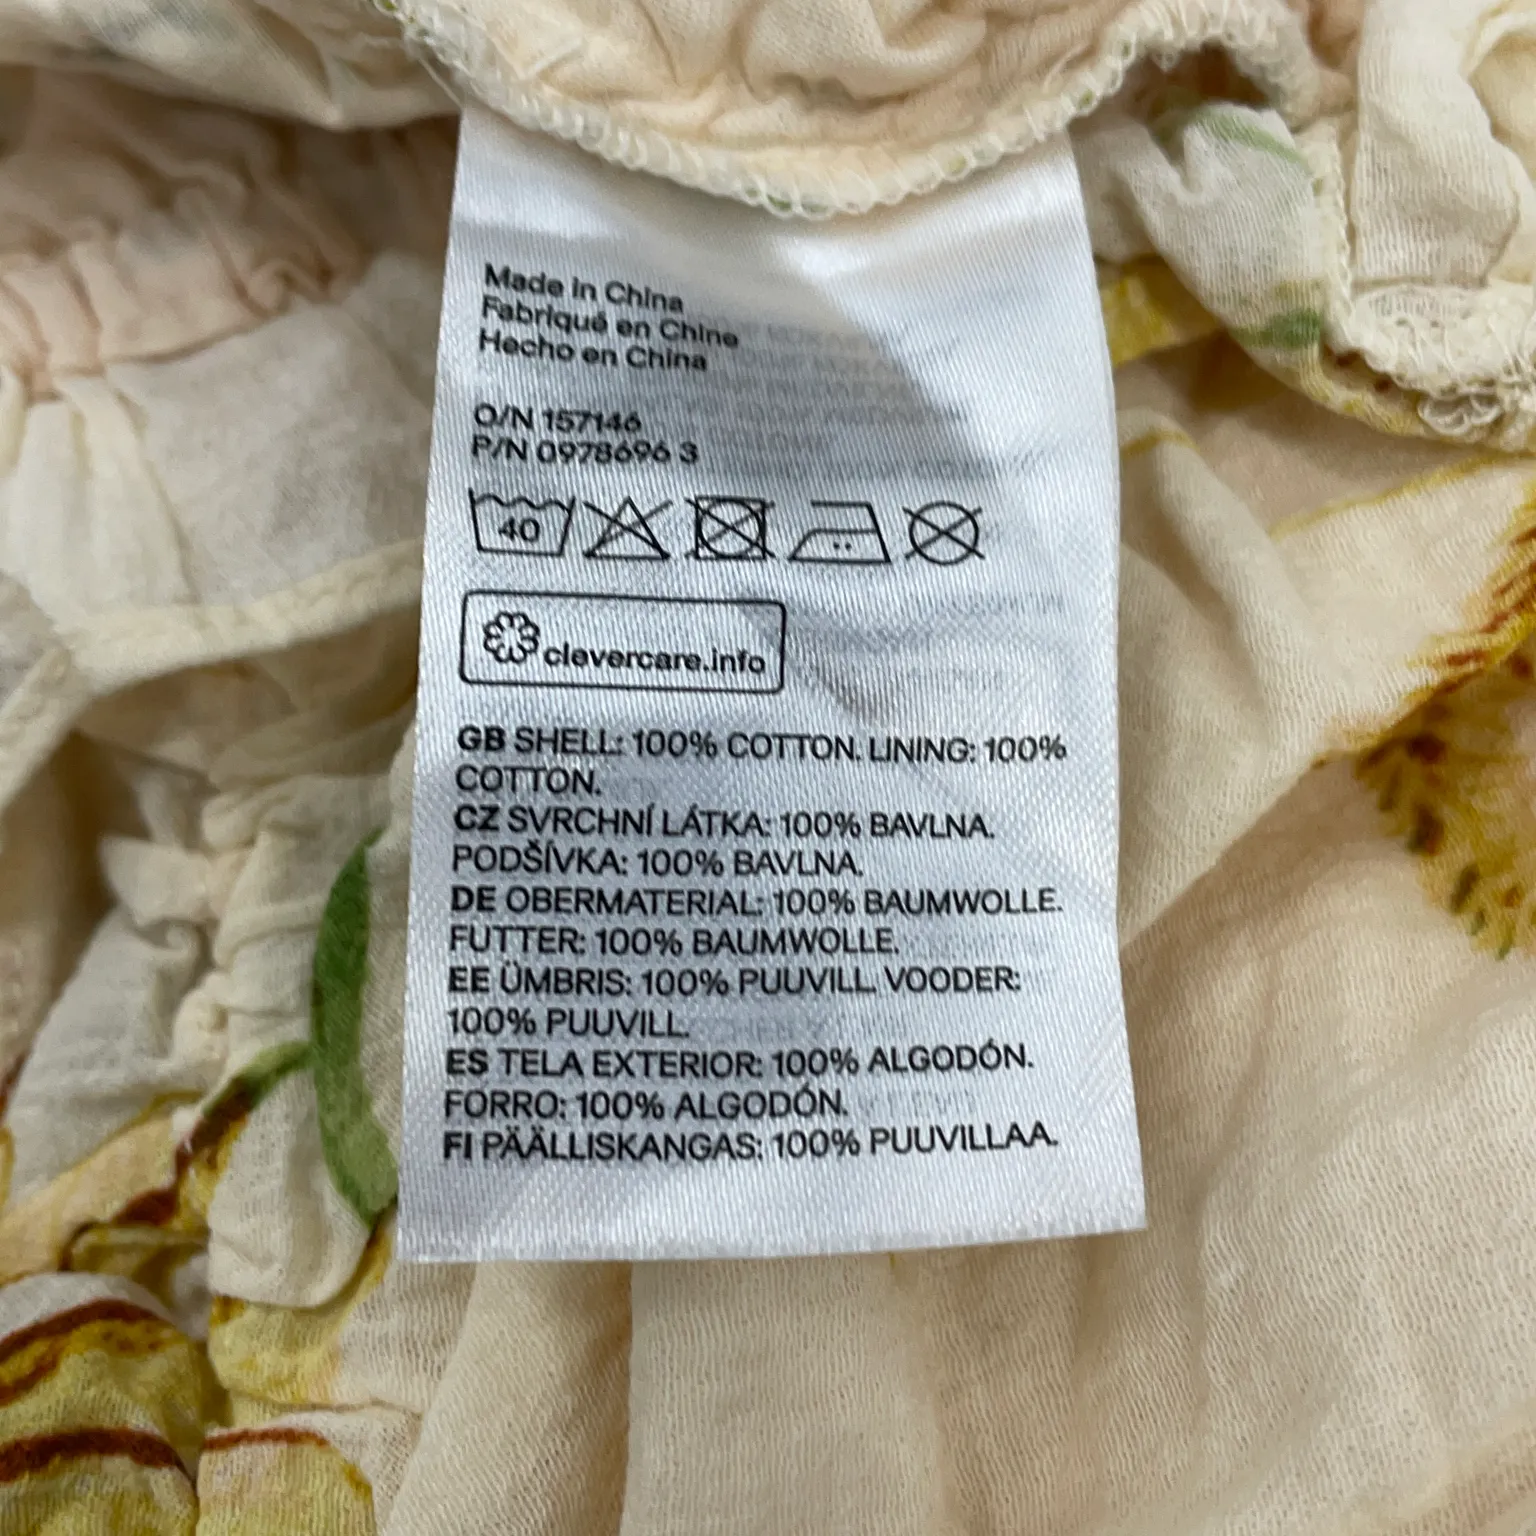 Made in China
Fabriqué en Chine
Hecho en China
O/N 157146
P/N 0978696 3
40
clevercare.info
GB SHELL: 100% COTTON. LINING: 100%
COTTON.
CZ SVRCHNÍ LÁTKA: 100% BAVLNA.
PODŠÍVKA: 100% BAVLNA.
DE OBERMATERIAL: 100% BAUMWOLLE.
FUTTER: 100% BAUMWOLLE.
EE ÜMBRIS: 100% PUUVILL. VOODER:
100% PUUVILL.
ES TELA EXTERIOR: 100% ALGODÓN.
FORRO: 100% ALGODÓN.
FI PÄÄLLISKANGAS: 100% PUUVILLAA.